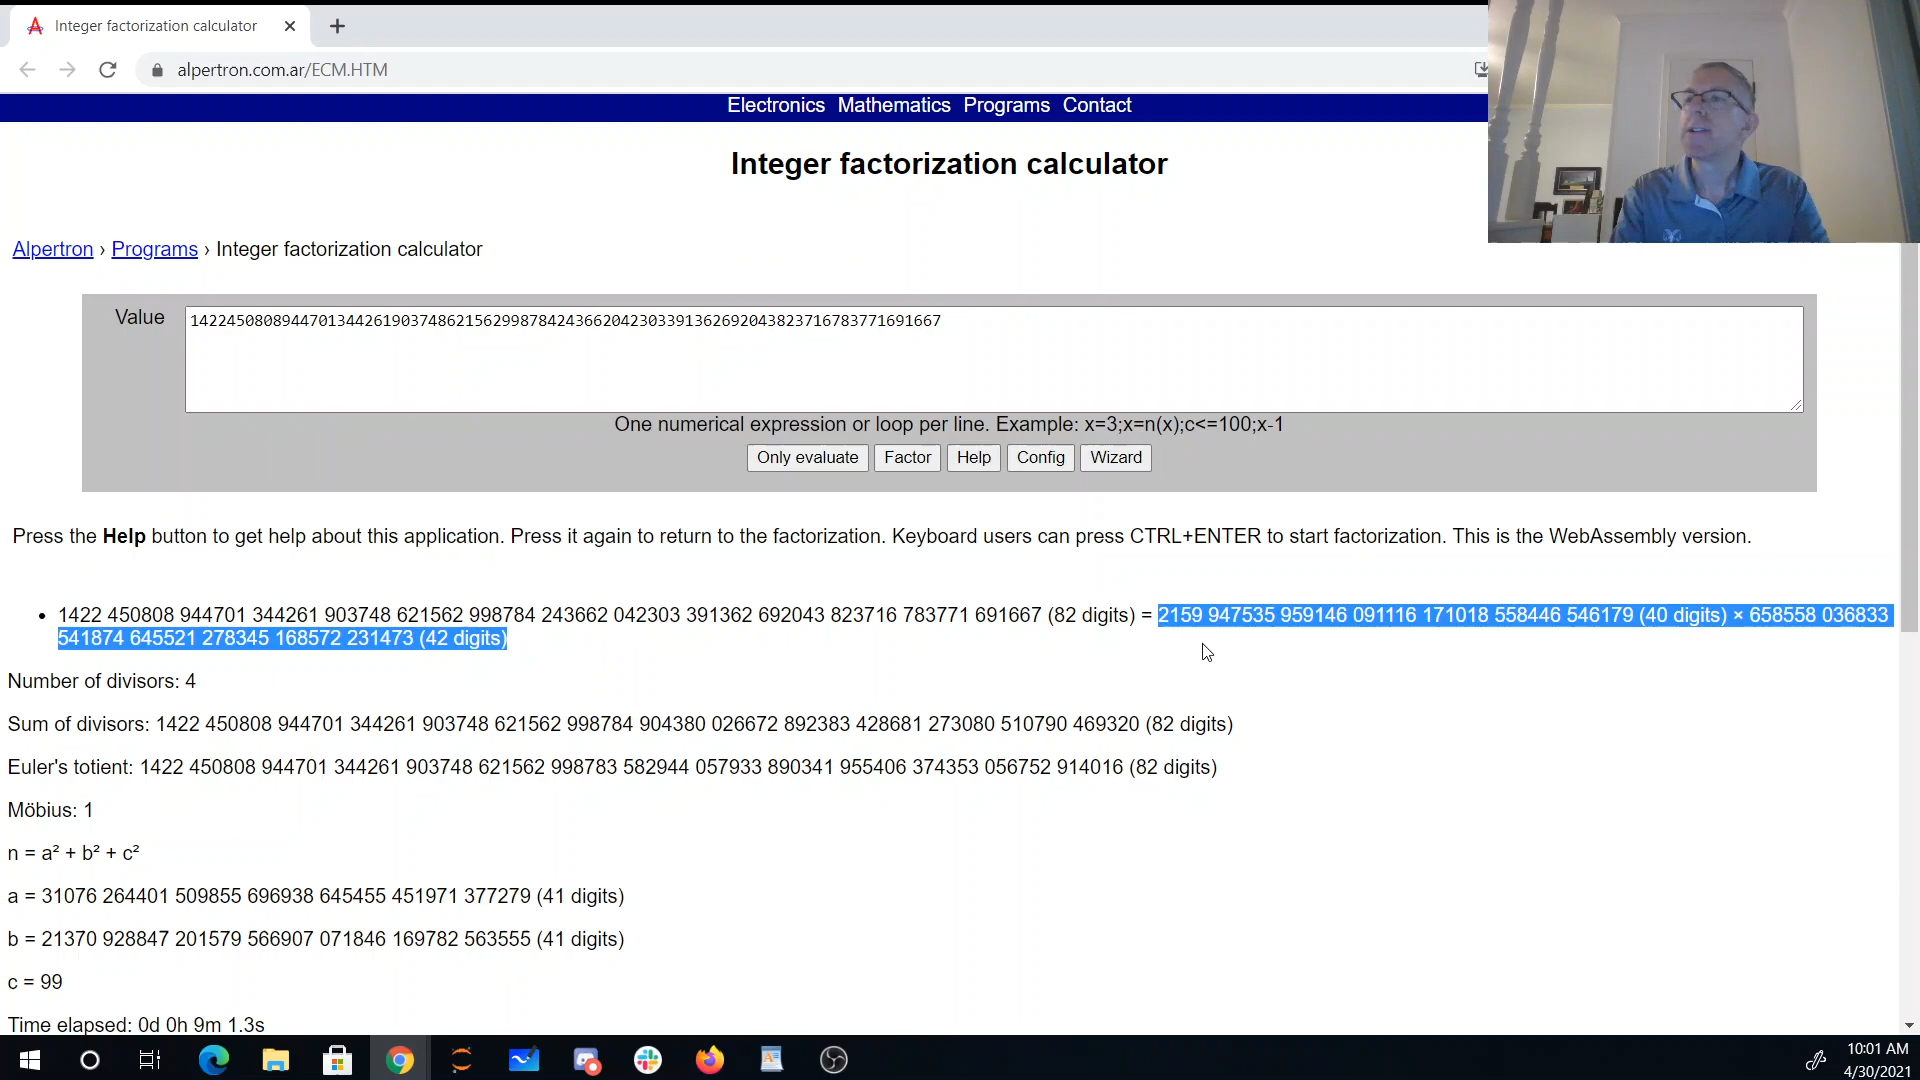 Integer factorization calculator
alpertron.com.ar/ECM.HTM
Electronics Mathematics Programs Contact
Integer factorization calculator
Alpertron › Programs › Integer factorization calculator
Value
1422450808944701344261903748621562998784243662042303391362692043823716783771691667
One numerical expression or loop per line. Example: x=3;x=n(x);c<=100;x-1
Only evaluate Factor Help Config Wizard
Press the Help button to get help about this application. Press it again to return to the factorization. Keyboard users can press CTRL+ENTER to start factorization. This is the WebAssembly version.
• 1422 450808 944701 344261 903748 621562 998784 243662 042303 391362 692043 823716 783771 691667 (82 digits) = 2159 947535 959146 091116 171018 558446 546179 (40 digits) × 658558 036833
541874 645521 278345 168572 231473 (42 digits)
Number of divisors: 4
Sum of divisors: 1422 450808 944701 344261 903748 621562 998784 904380 026672 892383 428681 273080 510790 469320 (82 digits)
Euler's totient: 1422 450808 944701 344261 903748 621562 998783 582944 057933 890341 955406 374353 056752 914016 (82 digits)
Möbius: 1
n = a² + b² + c²
a = 31076 264401 509855 696938 645455 451971 377279 (41 digits)
b = 21370 928847 201579 566907 071846 169782 563555 (41 digits)
c = 99
Time elapsed: 0d 0h 9m 1.3s
10:01 AM
4/30/2021